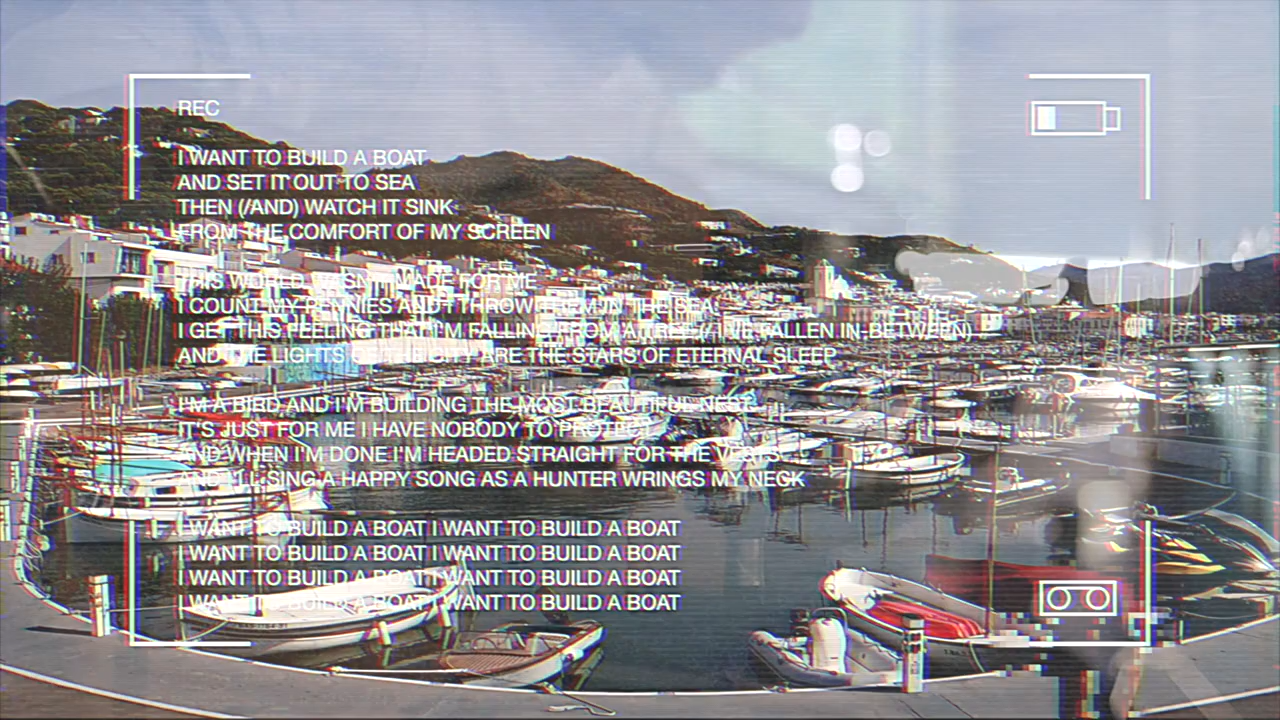 REC
I WANT TO BUILD A BOAT
AND SET IT OUT TO SEA
THEN (/AND) WATCH IT SINK
FROM THE COMFORT OF MY SCREEN
THIS WORLD WASN'T MADE FOR ME
I COUNT MY PENNIES AND I THROW THEM IN THE SEA
I GET THIS FEELING THAT I'M FALLING FROM A TREE (/I'VE FALLEN IN-BETWEEN)
AND THE LIGHTS OF THE CITY ARE THE STARS OF ETERNAL SLEEP
I'M A BIRD AND I'M BUILDING THE MOST BEAUTIFUL NEST
IT'S JUST FOR ME I HAVE NOBODY TO PROTECT
AND WHEN I'M DONE I'M HEADED STRAIGHT FOR THE VESTS
AND I'LL SING A HAPPY SONG AS A HUNTER WRINGS MY NECK
I WANT TO BUILD A BOAT I WANT TO BUILD A BOAT
I WANT TO BUILD A BOAT I WANT TO BUILD A BOAT
I WANT TO BUILD A BOAT I WANT TO BUILD A BOAT
I WANT TO BUILD A BOAT I WANT TO BUILD A BOAT